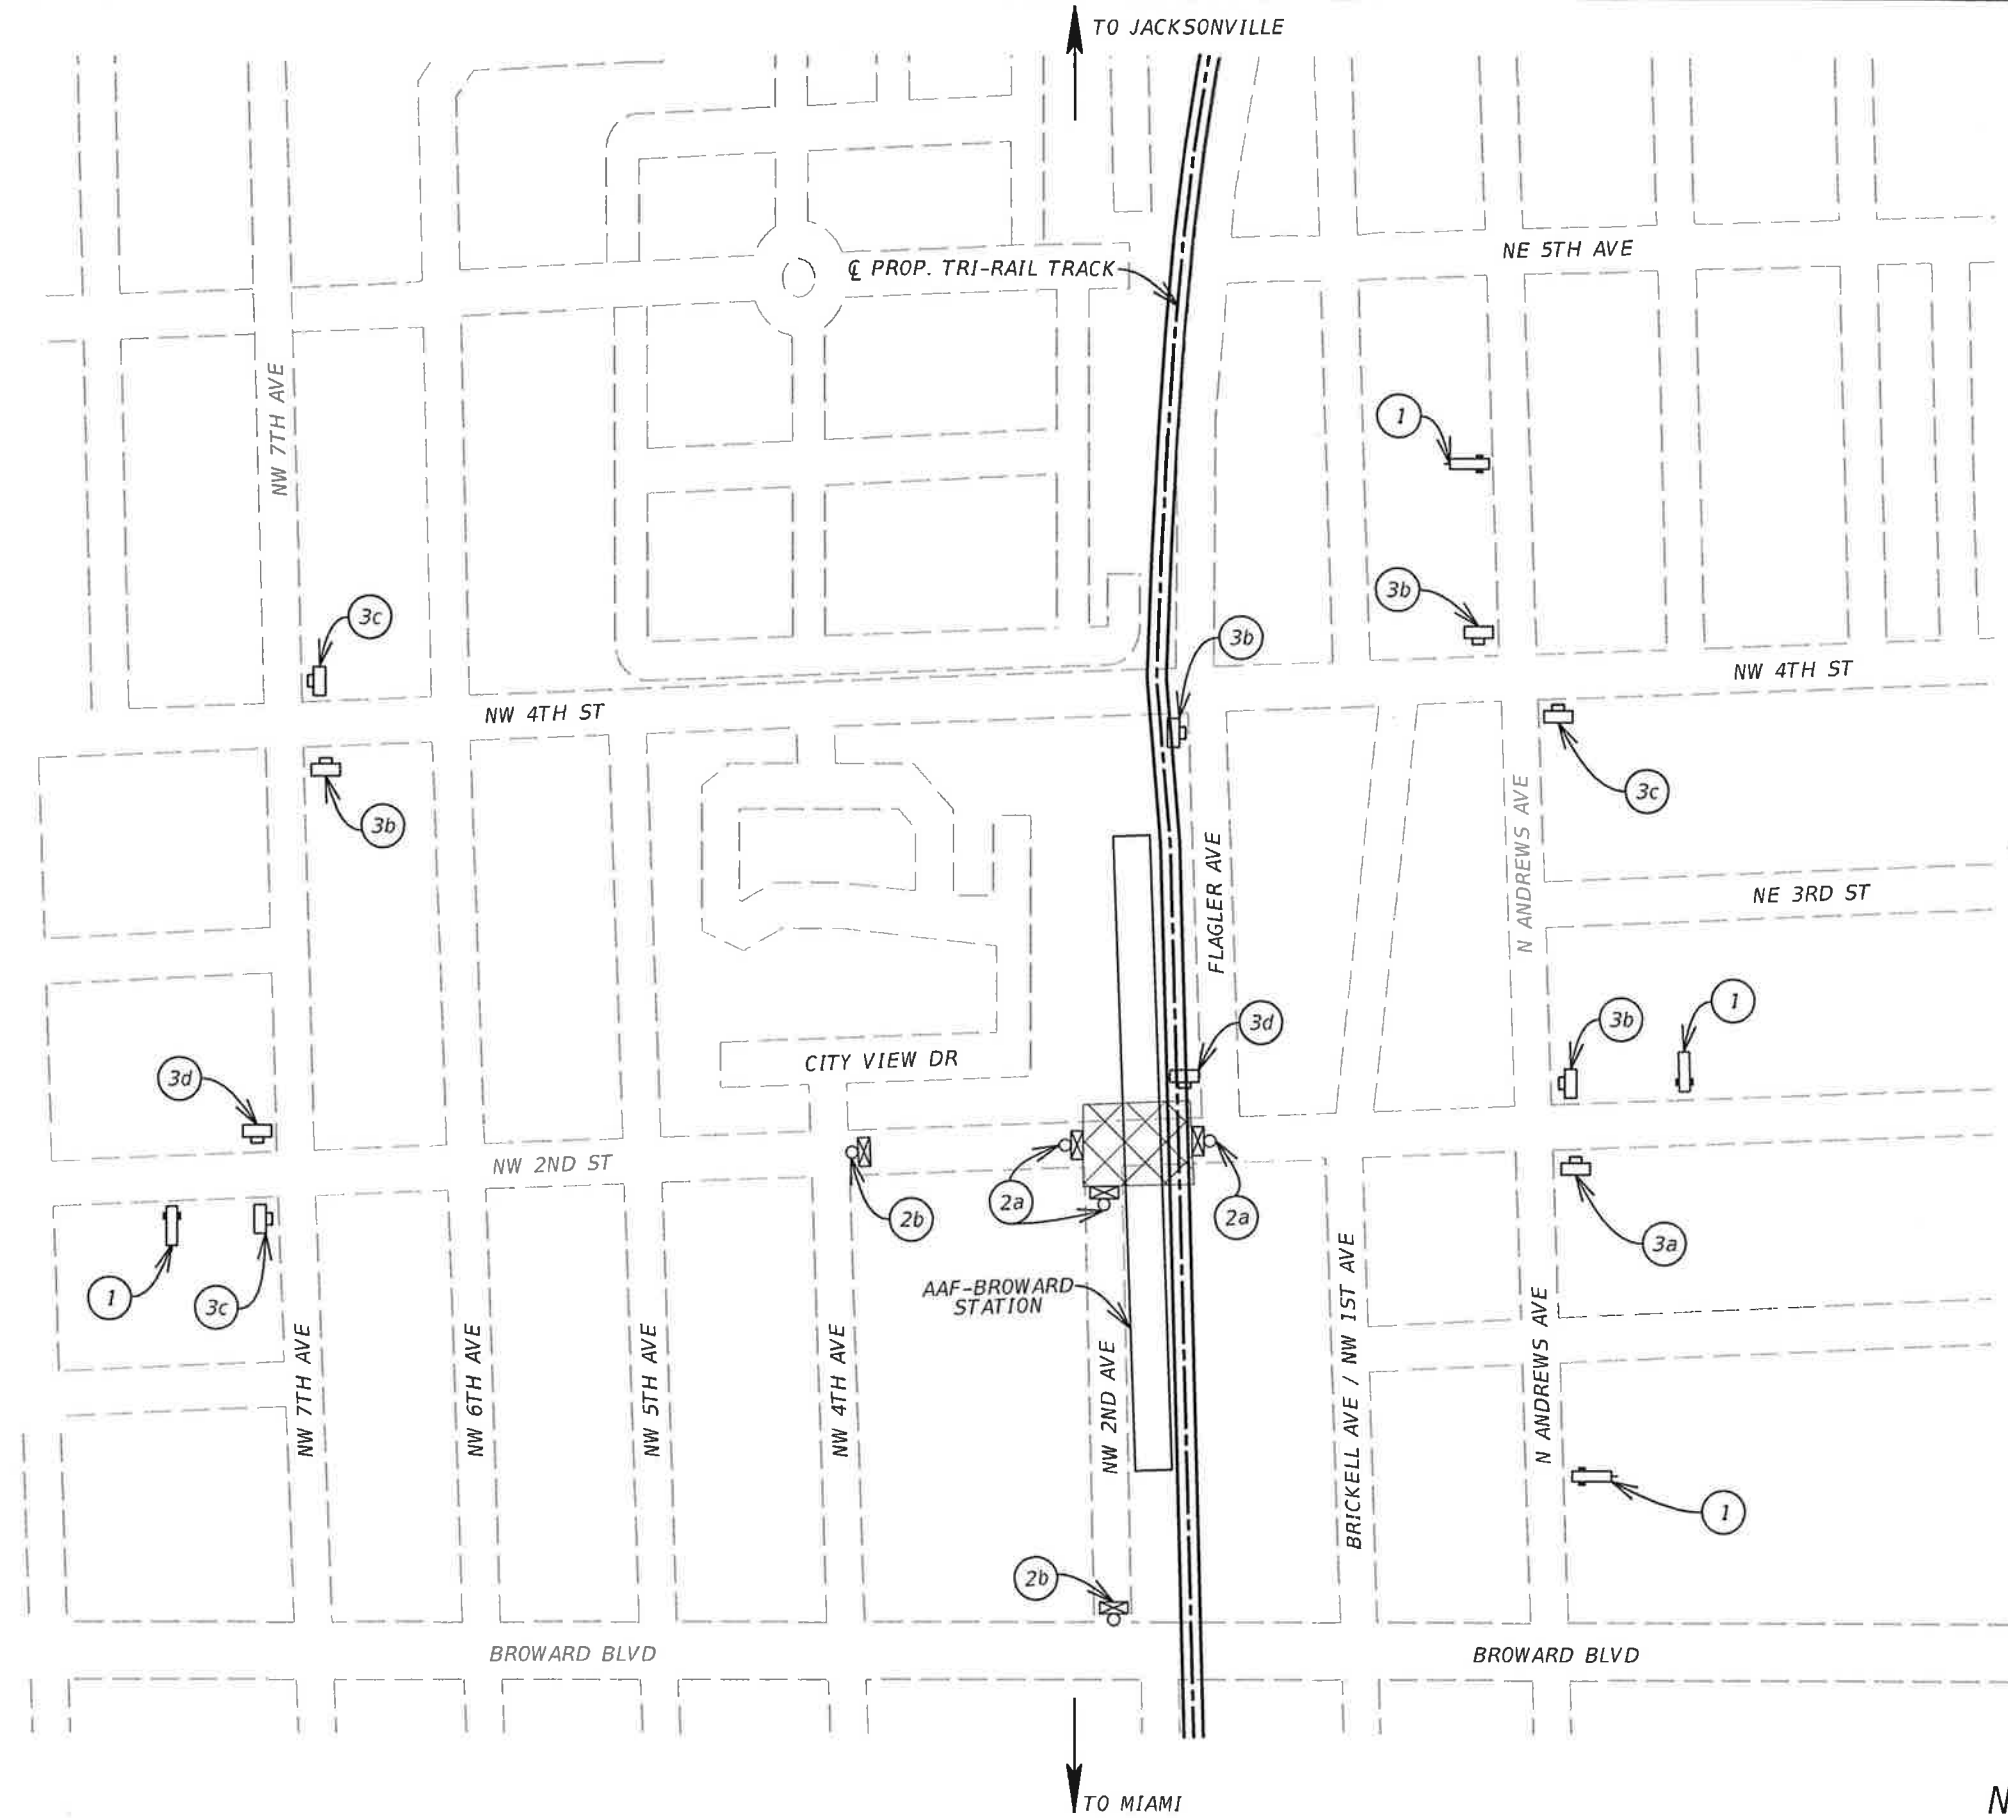 TO JACKSONVILLE
NE 5TH AVE
℄ PROP. TRI-RAIL TRACK
NW 7TH AVE
1
3b
3c
3b
NW 4TH ST
NW 4TH ST
3c
3b
N ANDREWS AVE
FLAGLER AVE
NE 3RD ST
1
3b
3d
CITY VIEW DR
3d
NW 2ND ST
2a
2b
2a
3a
AAF-BROWARD
STATION
1
3c
NW 7TH AVE
NW 6TH AVE
NW 5TH AVE
NW 4TH AVE
NW 2ND AVE
BRICKELL AVE / NW 1ST AVE
N ANDREWS AVE
1
2b
BROWARD BLVD
BROWARD BLVD
TO MIAMI
N